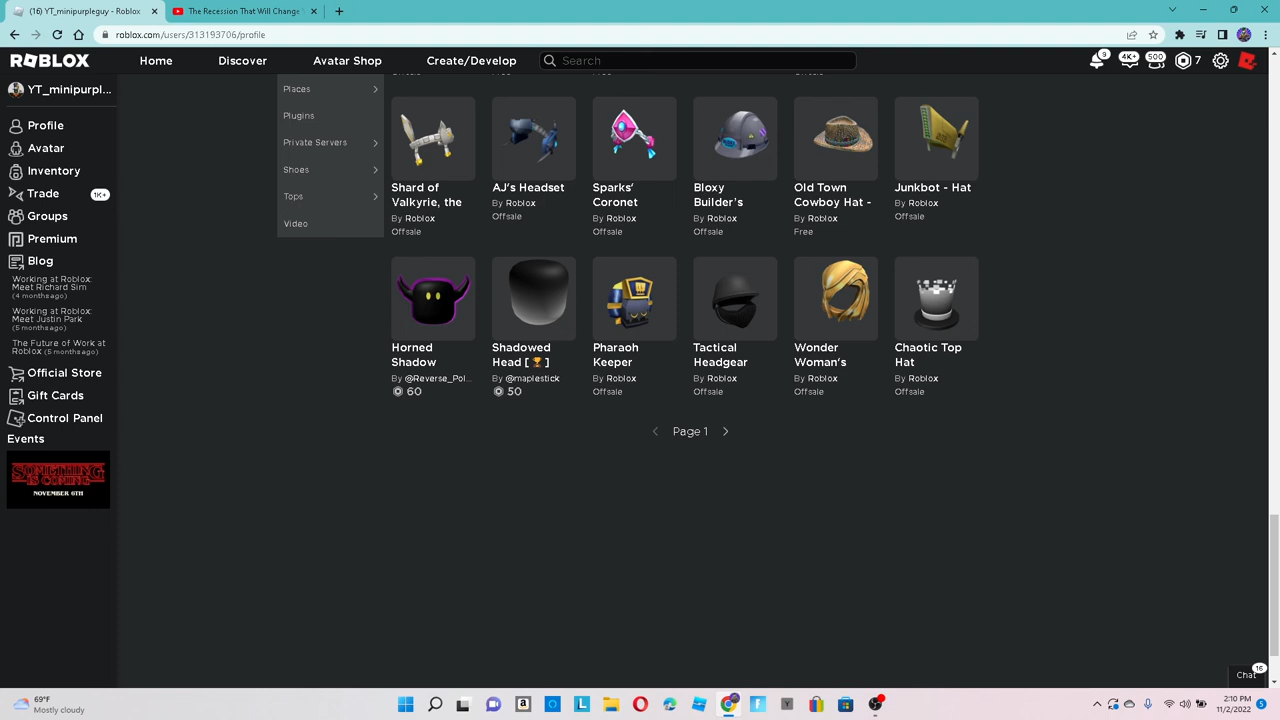 (16) YT_minipurpleguy - Roblox
The Recession That Will Change
roblox.com/users/313193706/profile
ROBLOX
Home
Discover
Avatar Shop
Create/Develop
Search
3
4K+
500
7
YT_minipurpl...
Profile
Avatar
Inventory
Trade
1K+
Groups
Premium
Blog
Working at Roblox:
Meet Richard Sim
(4 months ago)
Working at Roblox:
Meet Justin Park
(5 months ago)
The Future of Work at
Roblox (5 months ago)
Official Store
Gift Cards
Control Panel
Events
SOMETHING
IS COMING
NOVEMBER 6TH
Places
Plugins
Private Servers
Shoes
Tops
Video
Shard of
Valkyrie, the
By Roblox
Offsale
AJ's Headset
By Roblox
Offsale
Sparks'
Coronet
By Roblox
Offsale
Bloxy
Builder's
By Roblox
Offsale
Old Town
Cowboy Hat -
By Roblox
Free
Junkbot - Hat
By Roblox
Offsale
Horned
Shadow
By @Reverse_Pol...
60
Shadowed
Head [ 🏆 ]
By @maplestick
50
Pharaoh
Keeper
By Roblox
Offsale
Tactical
Headgear
By Roblox
Offsale
Wonder
Woman's
By Roblox
Offsale
Chaotic Top
Hat
By Roblox
Offsale
Page 1
Chat
16
69°F
Mostly cloudy
2:10 PM
11/2/2022
5